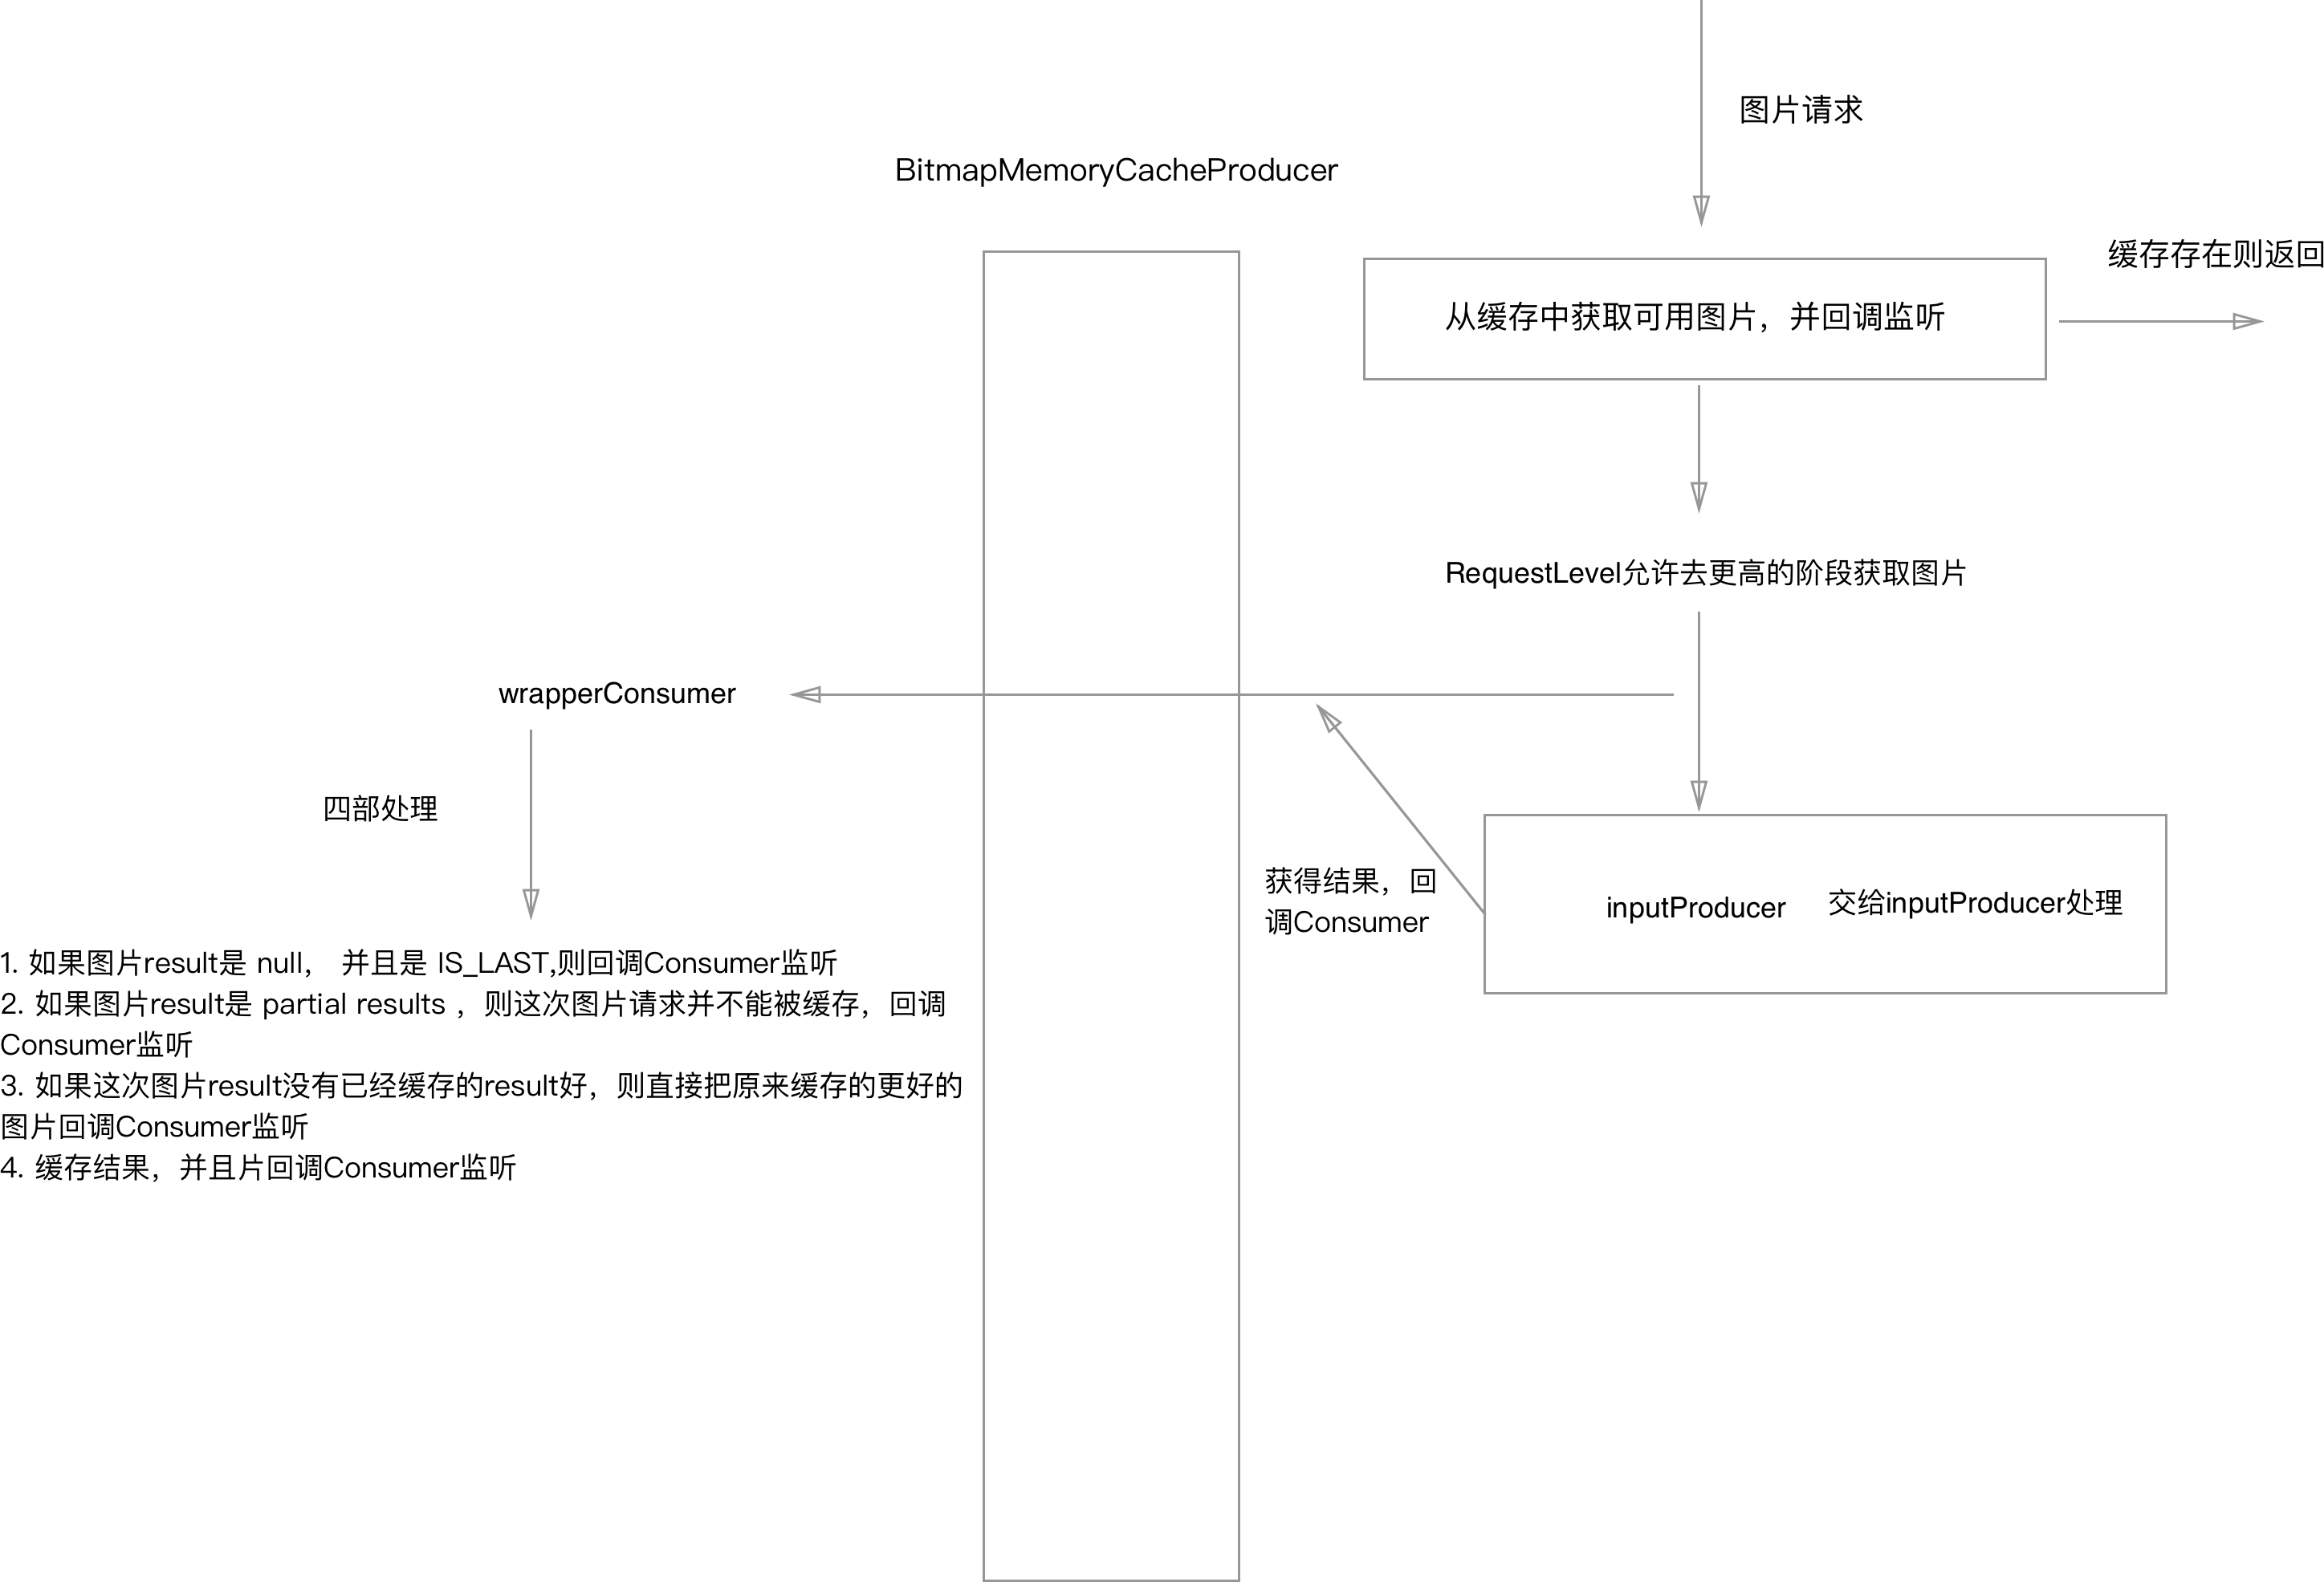 图片请求
BitmapMemoryCacheProducer
缓存存在则返回
从缓存中获取可用图片，并回调监听
RequestLevel允许去更高的阶段获取图片
wrapperConsumer
四部处理
获得结果，回
调Consumer
inputProducer
交给inputProducer处理
1. 如果图片result是 null， 并且是 IS_LAST,则回调Consumer监听
2. 如果图片result是 partial results ，则这次图片请求并不能被缓存，回调
Consumer监听
3. 如果这次图片result没有已经缓存的result好，则直接把原来缓存的更好的
图片回调Consumer监听
4. 缓存结果，并且片回调Consumer监听